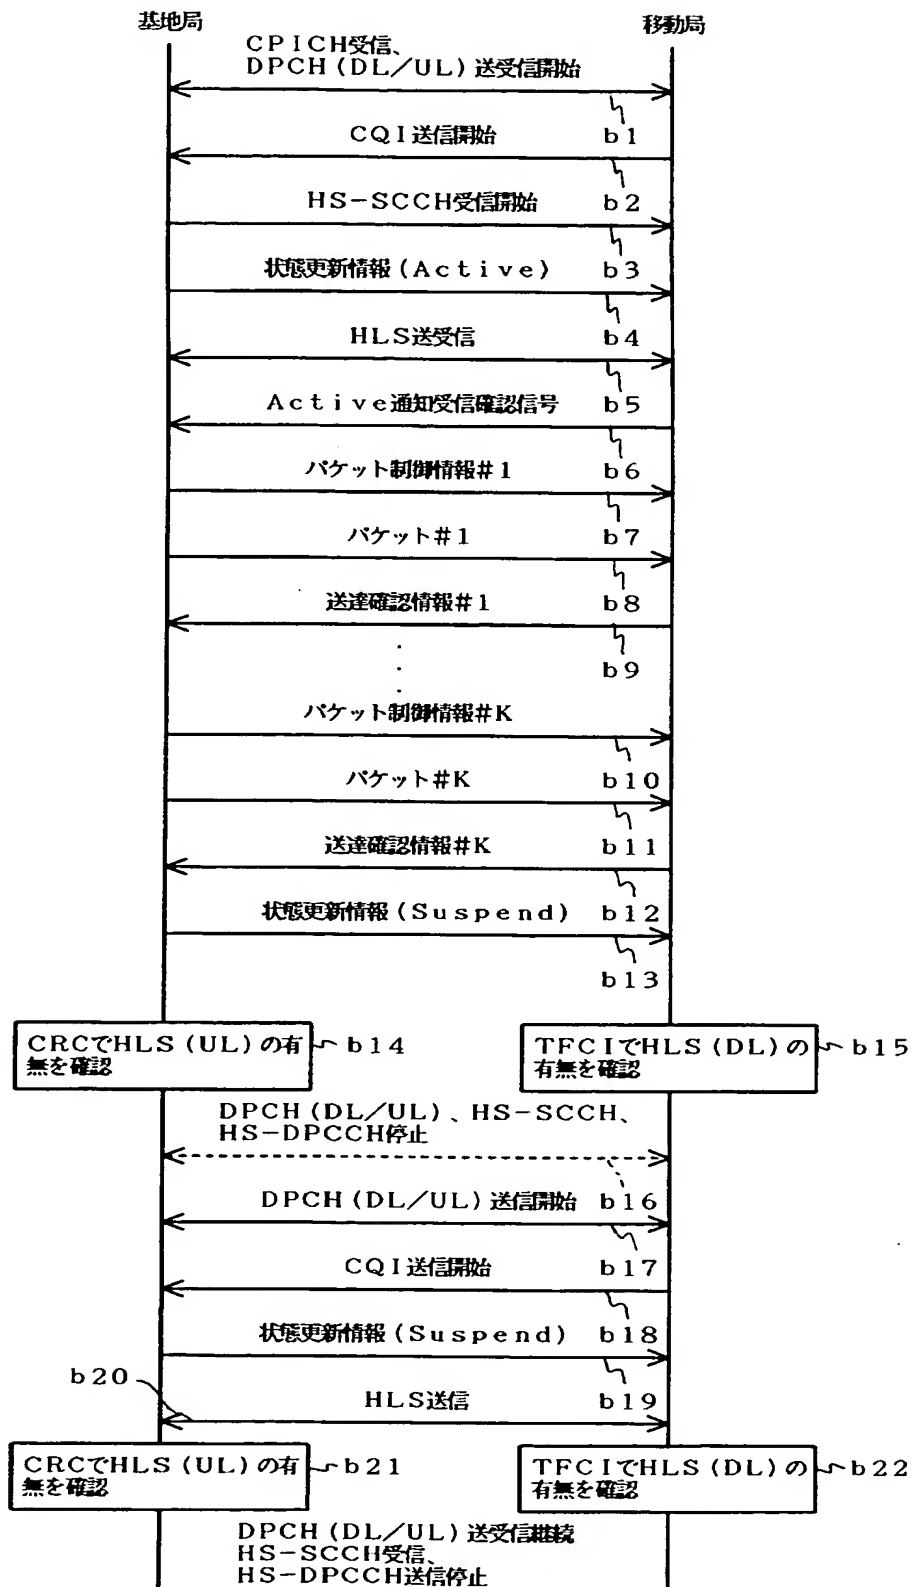 基地局
移動局
CPICH受信、
DPCH(DL/UL)送受信開始
b1
CQI送信開始
b2
HS-SCCH受信開始
b3
状態更新情報(Active)
b4
HLS送受信
b5
Active通知受信確認信号
b6
パケット制御情報#1
b7
パケット#1
b8
送達確認情報#1
b9
パケット制御情報#K
b10
パケット#K
b11
送達確認情報#K
b12
状態更新情報(Suspend)
b13
CRCでHLS(UL)の有
無を確認
b14
TFCIでHLS(DL)の
有無を確認
b15
DPCH(DL/UL)、HS-SCCH、
HS-DPCCH停止
b16
DPCH(DL/UL)送信開始
b17
CQI送信開始
b18
状態更新情報(Suspend)
b19
b20
HLS送信
CRCでHLS(UL)の有
無を確認
b21
TFCIでHLS(DL)の
有無を確認
b22
DPCH(DL/UL)送受信継続
HS-SCCH受信、
HS-DPCCH送信停止